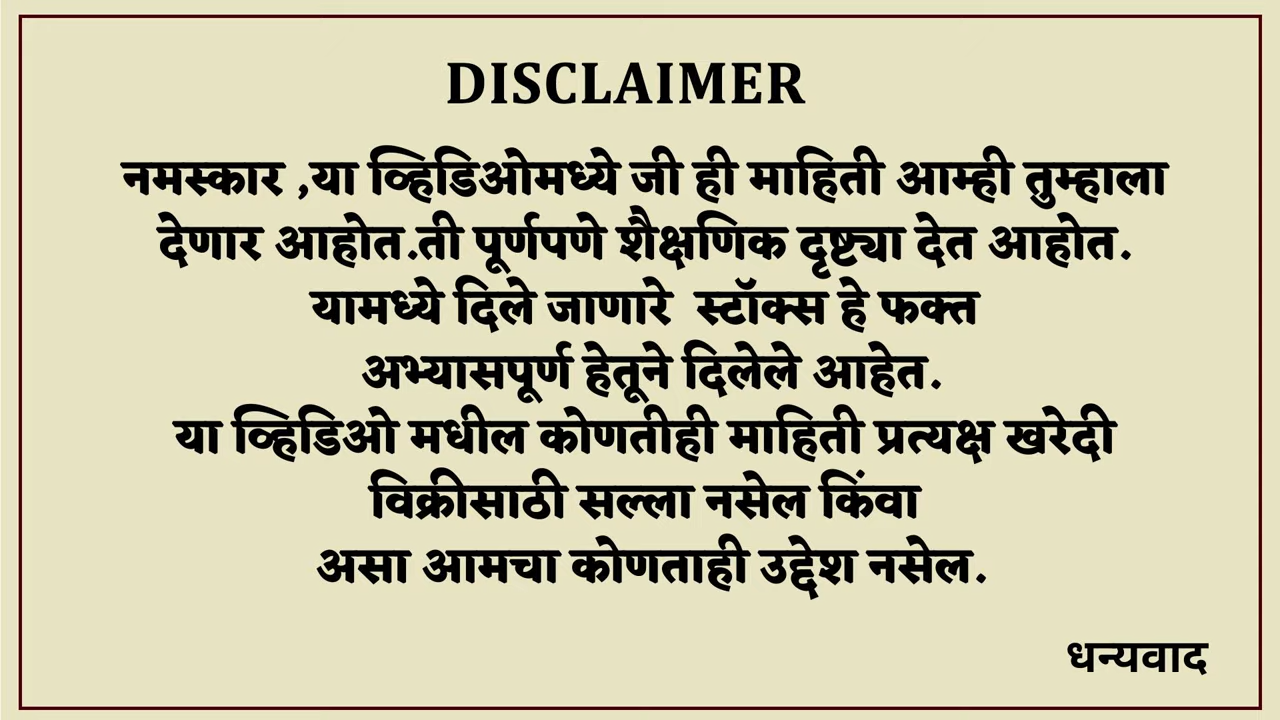 DISCLAIMER
नमस्कार ,या व्हिडिओमध्ये जी ही माहिती आम्ही तुम्हाला
देणार आहोत.ती पूर्णपणे शैक्षणिक दृष्ट्या देत आहोत.
यामध्ये दिले जाणारे  स्टॉक्स हे फक्त
अभ्यासपूर्ण हेतूने दिलेले आहेत.
या व्हिडिओ मधील कोणतीही माहिती प्रत्यक्ष खरेदी
विक्रीसाठी सल्ला नसेल किंवा
असा आमचा कोणताही उद्देश नसेल.
धन्यवाद